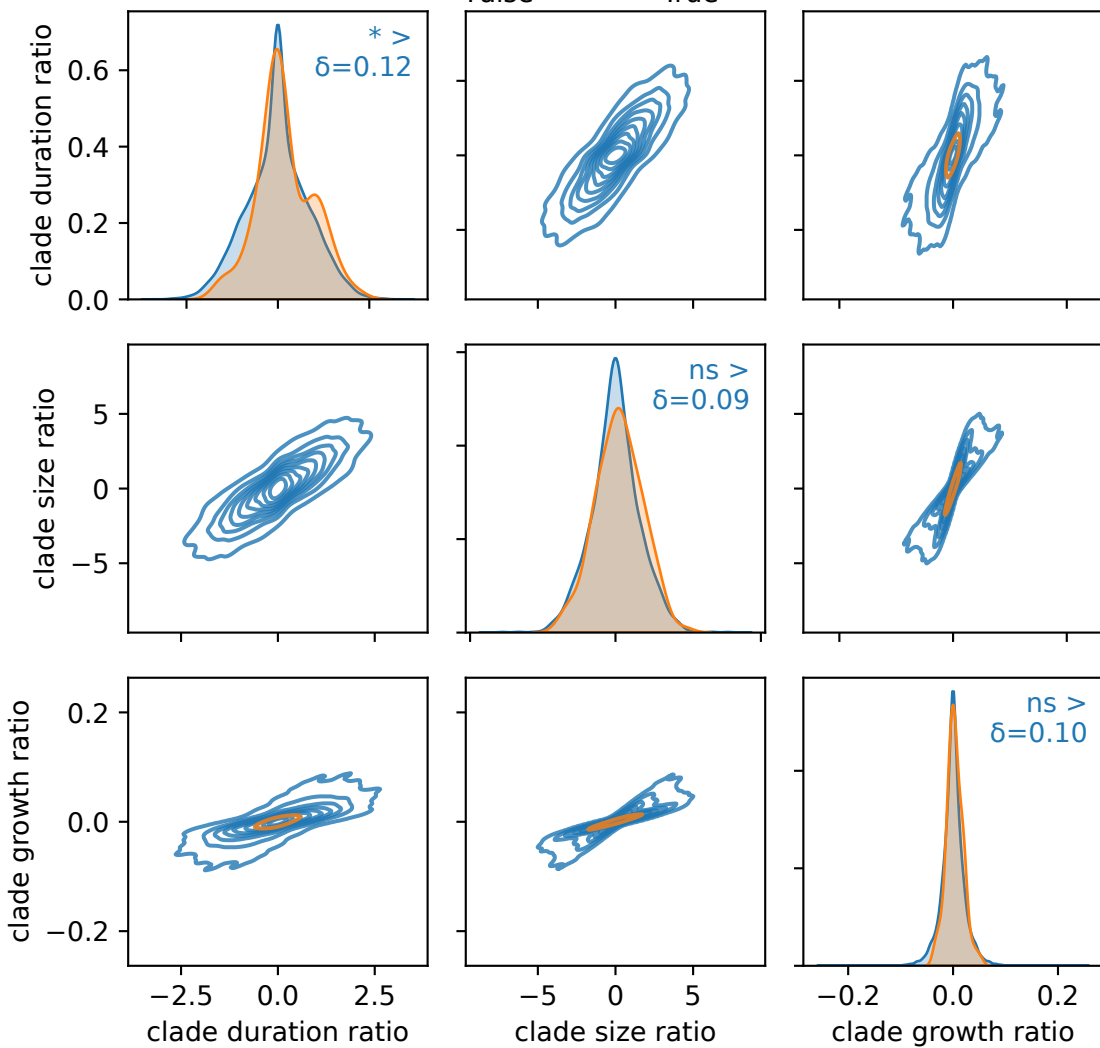 clade duration ratio
0.6
0.4
0.2
0.0
* >
δ=0.12
clade size ratio
5
0
−5
ns >
δ=0.09
clade growth ratio
0.2
0.0
−0.2
ns >
δ=0.10
−2.5 0.0 2.5
−5 0 5
−0.2 0.0 0.2
clade duration ratio
clade size ratio
clade growth ratio